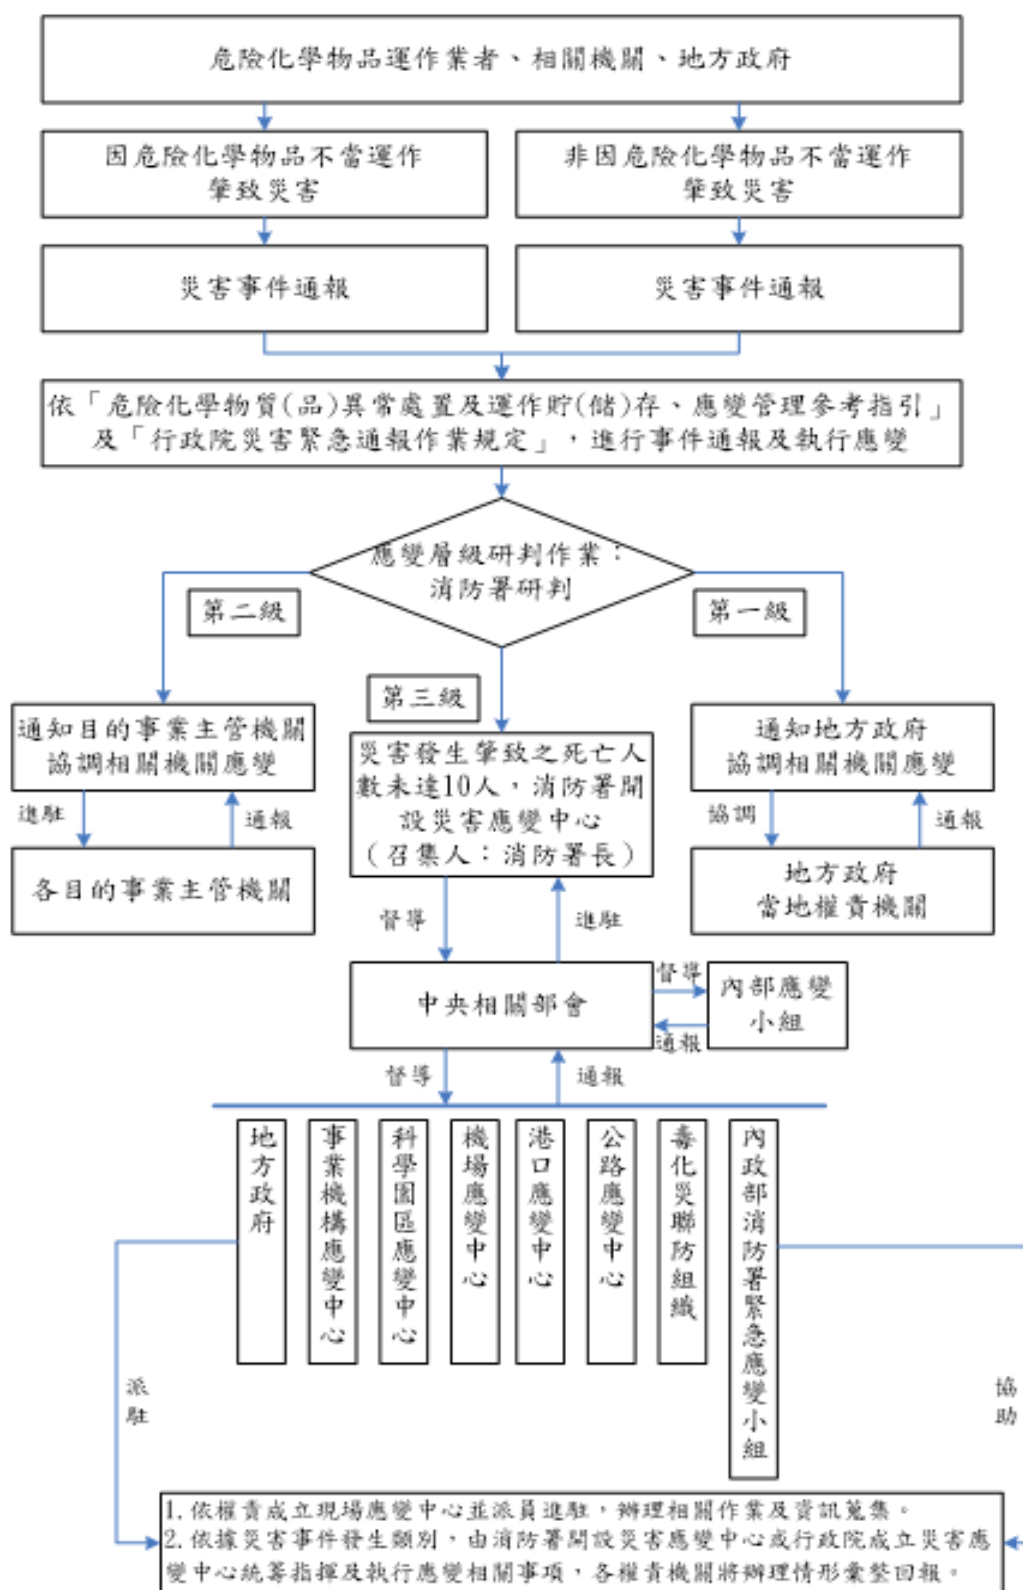 危險化學物品運作業者、相關機關、地方政府
因危險化學物品不當運作
肇致災害
非因危險化學物品不當運作
肇致災害
災害事件通報
災害事件通報
依「危險化學物質(品)異常處置及運作貯(儲)存、應變管理參考指引」
及「行政院災害緊急通報作業規定」，進行事件通報及執行應變
應變層級研判作業：
消防署研判
第二級
第一級
第三級
通知目的事業主管機關
協調相關機關應變
災害發生肇致之死亡人
數未達10人，消防署開
設災害應變中心
（召集人：消防署長）
通知地方政府
協調相關機關應變
進駐
通報
協調
通報
各目的事業主管機關
地方政府
當地權責機關
督導
進駐
中央相關部會
督導
通報
內部應變
小組
督導
通報
地方政府
事業機構應變中心
科學園區應變中心
機場應變中心
港口應變中心
公路應變中心
毒化災聯防組織
內政部消防署緊急應變小組
派駐
協助
1.依權責成立現場應變中心並派員進駐，辦理相關作業及資訊蒐集。
2.依據災害事件發生類別，由消防署開設災害應變中心或行政院成立災害應
變中心統籌指揮及執行應變相關事項，各權責機關將辦理情形彙整回報。